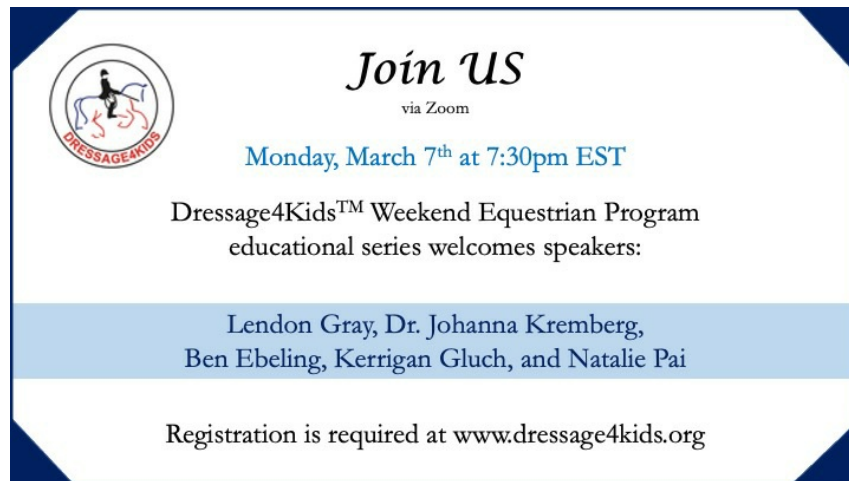 Join US
via Zoom
DRESSAGE4KIDS
Monday, March 7th at 7:30pm EST
Dressage4Kids™ Weekend Equestrian Program
educational series welcomes speakers:
Lendon Gray, Dr. Johanna Kremberg,
Ben Ebeling, Kerrigan Gluch, and Natalie Pai
Registration is required at www.dressage4kids.org